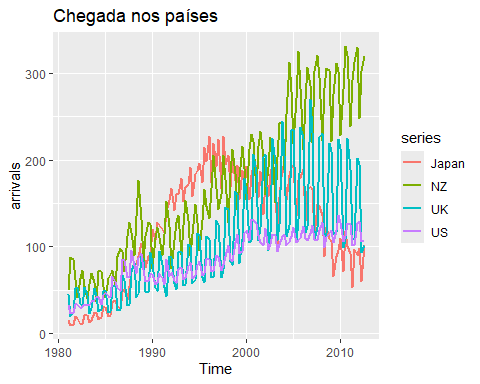 Chegada nos países
arrivals
300
200
100
0
1980
1990
2000
2010
Time
series
Japan
NZ
UK
US